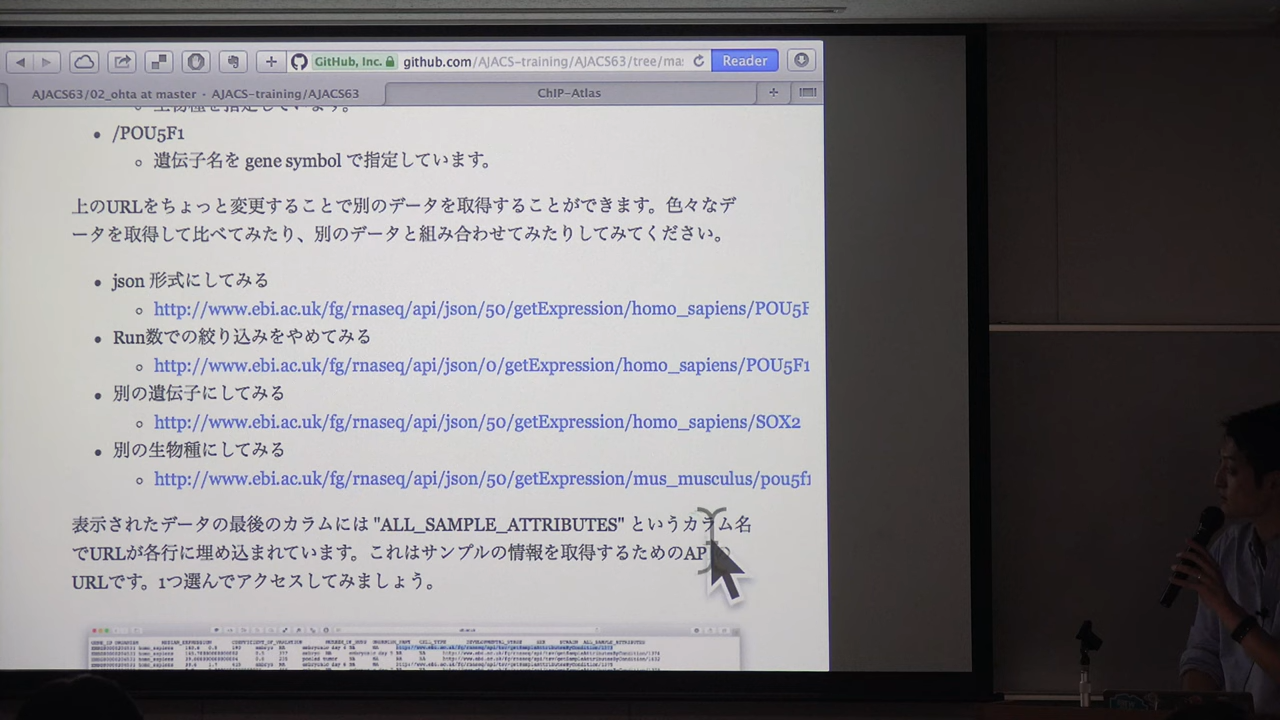 GitHub, Inc. github.com/AJACS-training/AJACS63/tree/mas
Reader
AJACS63/02_ohta at master · AJACS-training/AJACS63
ChIP-Atlas
生物種を指定しています。
/POU5F1
遺伝子名を gene symbol で指定しています。
上のURLをちょっと変更することで別のデータを取得することができます。色々なデ
ータを取得して比べてみたり、別のデータと組み合わせてみたりしてみてください。
json 形式にしてみる
http://www.ebi.ac.uk/fg/rnaseq/api/json/50/getExpression/homo_sapiens/POU5F
Run数での絞り込みをやめてみる
http://www.ebi.ac.uk/fg/rnaseq/api/json/0/getExpression/homo_sapiens/POU5F1
別の遺伝子にしてみる
http://www.ebi.ac.uk/fg/rnaseq/api/json/50/getExpression/homo_sapiens/SOX2
別の生物種にしてみる
http://www.ebi.ac.uk/fg/rnaseq/api/json/50/getExpression/mus_musculus/pou5f1
表示されたデータの最後のカラムには "ALL_SAMPLE_ATTRIBUTES" というカラム名
でURLが各行に埋め込まれています。これはサンプルの情報を取得するためのAP
URLです。1つ選んでアクセスしてみましょう。